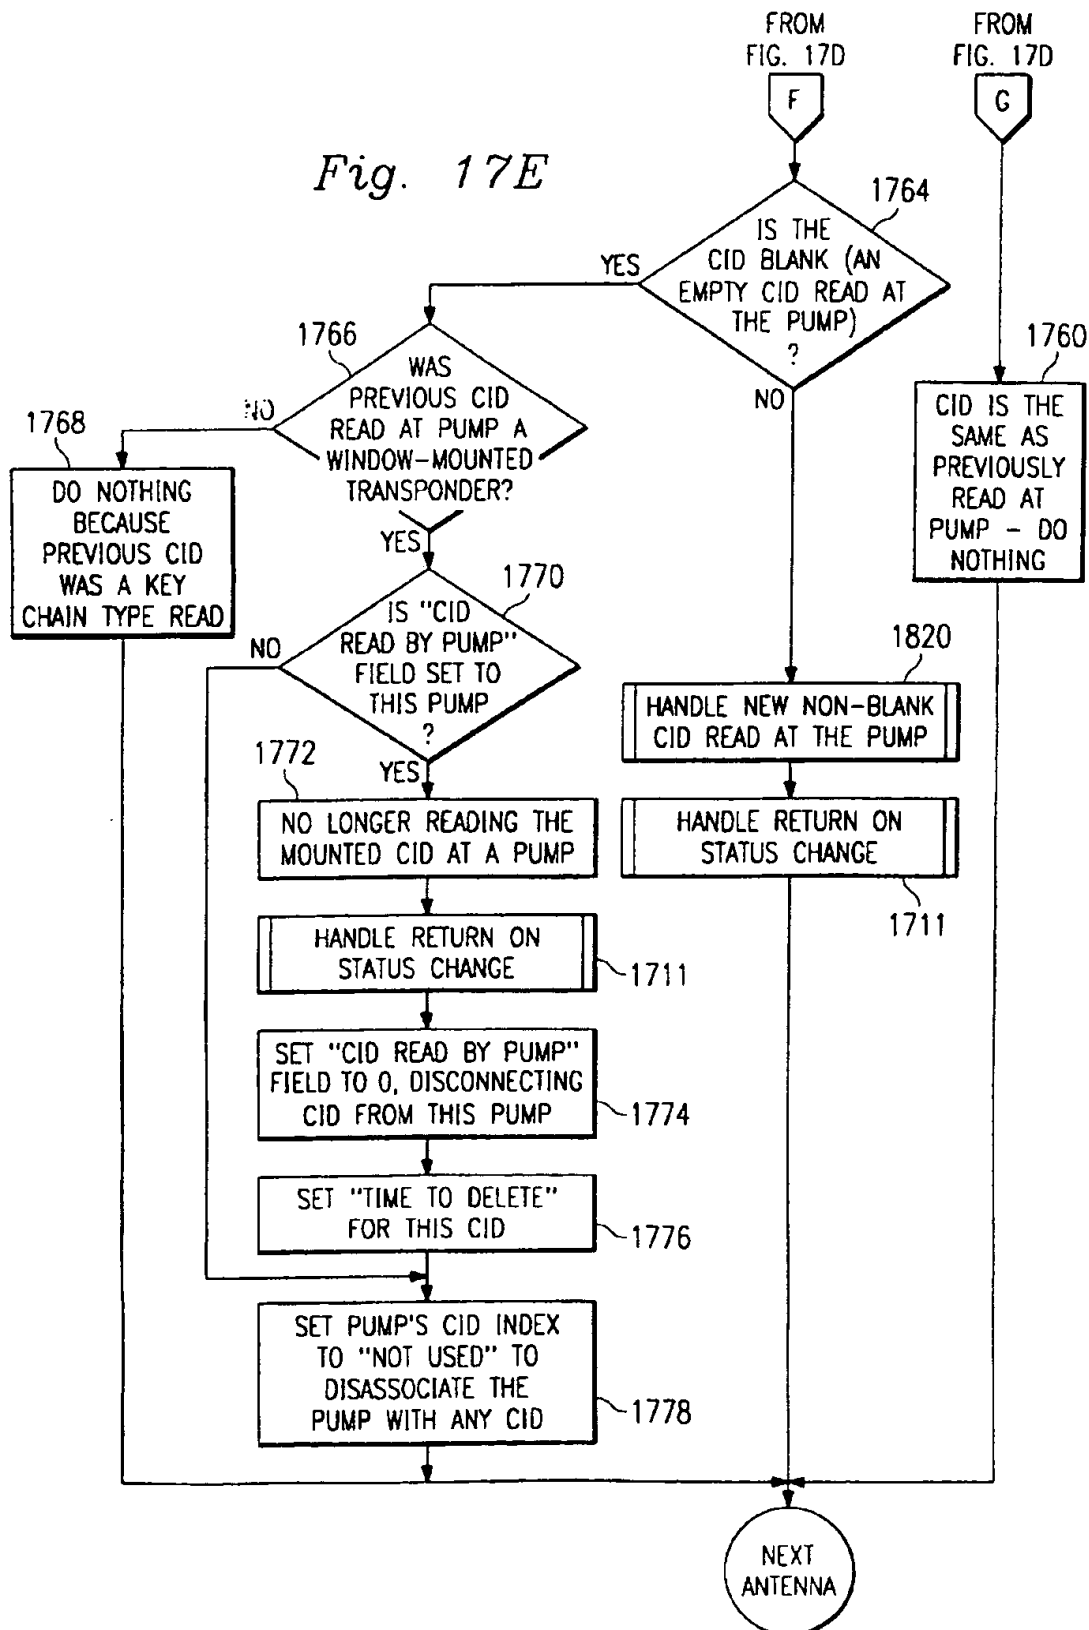 FROM
FIG. 17D
F
FROM
FIG. 17D
G
Fig. 17E
1764
IS THE
CID BLANK (AN
EMPTY CID READ AT
THE PUMP)
?
YES
NO
1760
CID IS THE
SAME AS
PREVIOUSLY
READ AT
PUMP – DO
NOTHING
1766
WAS
PREVIOUS CID
READ AT PUMP A
WINDOW–MOUNTED
TRANSPONDER?
NO
YES
1768
DO NOTHING
BECAUSE
PREVIOUS CID
WAS A KEY
CHAIN TYPE READ
1770
IS "CID
READ BY PUMP"
FIELD SET TO
THIS PUMP
?
NO
YES
1820
HANDLE NEW NON–BLANK
CID READ AT THE PUMP
HANDLE RETURN ON
STATUS CHANGE
1711
1772
NO LONGER READING THE
MOUNTED CID AT A PUMP
HANDLE RETURN ON
STATUS CHANGE
1711
SET "CID READ BY PUMP"
FIELD TO 0, DISCONNECTING
CID FROM THIS PUMP
1774
SET "TIME TO DELETE"
FOR THIS CID
1776
SET PUMP'S CID INDEX
TO "NOT USED" TO
DISASSOCIATE THE
PUMP WITH ANY CID
1778
NEXT
ANTENNA